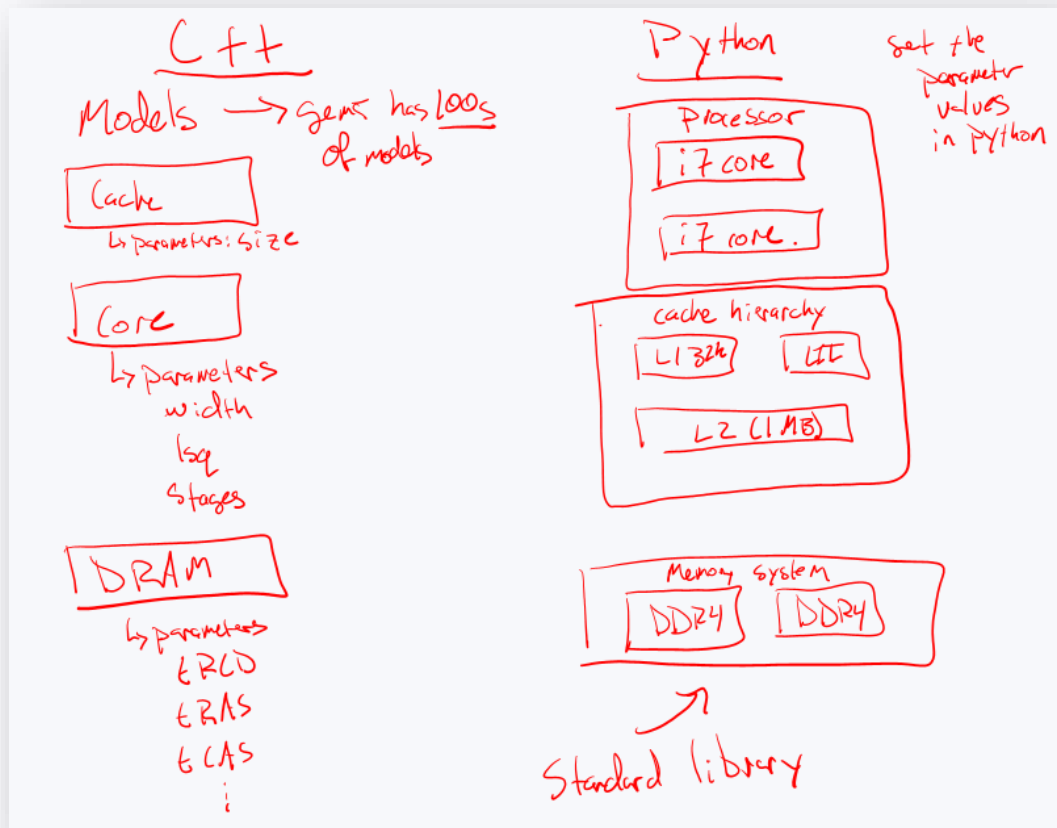 C++
Models → gem5 has 100s
of models
Cache
↳ parameters: size
Core
↳ parameters
width
lsq
stages
DRAM
↳ parameters
tRCD
tRAS
tCAS
⋮
Python
set the
parameter
values
in python
Processor
i7 core
i7 core.
cache hierarchy
L1 32k L1I
L2 (1 MB)
Memory system
DDR4 DDR4
Standard library